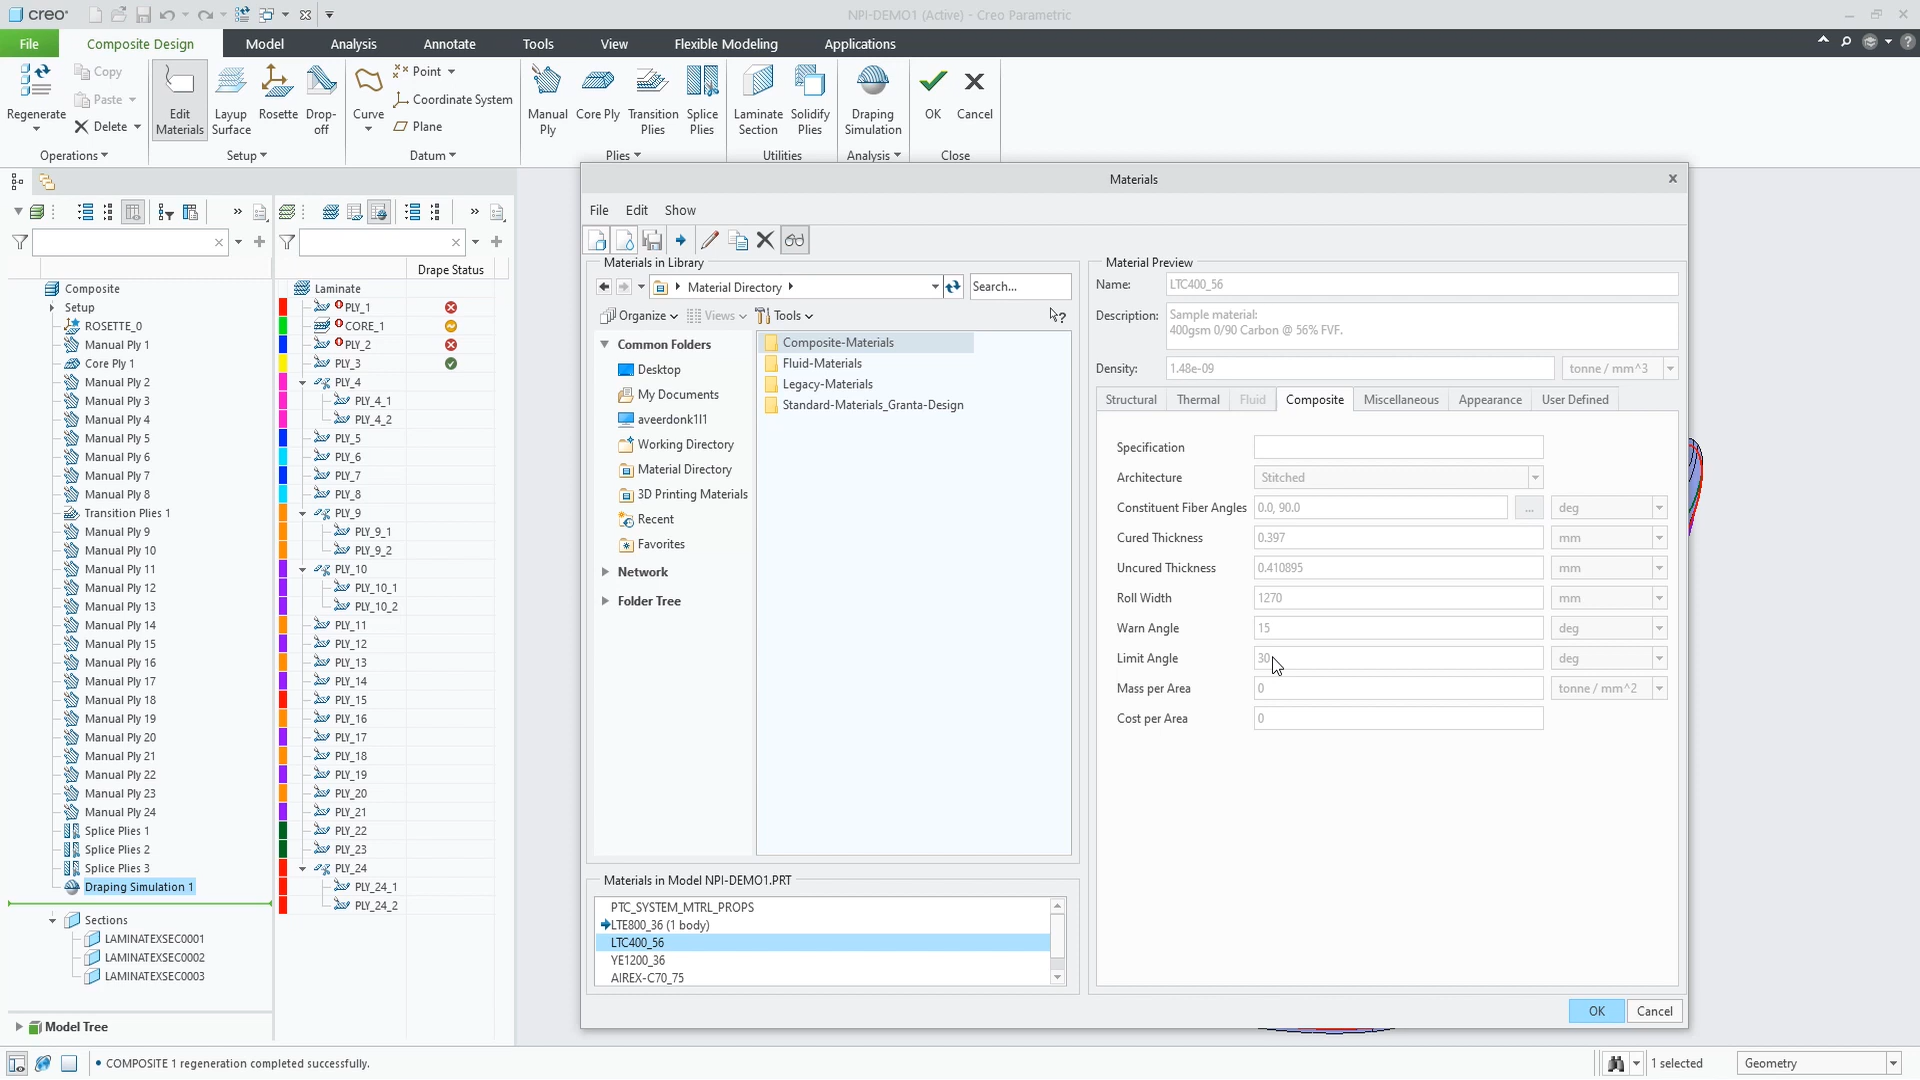 creo
NPI-DEMO1 (Active) - Creo Parametric
File
Composite Design
Model
Analysis
Annotate
Tools
View
Flexible Modeling
Applications
Regenerate
Copy
Paste
Delete
Operations
Edit Materials
Layup Surface
Rosette
Drop-off
Setup
Curve
Point
Coordinate System
Plane
Datum
Manual Ply
Core Ply
Transition Plies
Splice Plies
Plies
Laminate Section
Solidify Plies
Utilities
Draping Simulation
Analysis
OK
Cancel
Close
Composite
Setup
ROSETTE_0
Manual Ply 1
Core Ply 1
Manual Ply 2
Manual Ply 3
Manual Ply 4
Manual Ply 5
Manual Ply 6
Manual Ply 7
Manual Ply 8
Transition Plies 1
Manual Ply 9
Manual Ply 10
Manual Ply 11
Manual Ply 12
Manual Ply 13
Manual Ply 14
Manual Ply 15
Manual Ply 16
Manual Ply 17
Manual Ply 18
Manual Ply 19
Manual Ply 20
Manual Ply 21
Manual Ply 22
Manual Ply 23
Manual Ply 24
Splice Plies 1
Splice Plies 2
Splice Plies 3
Draping Simulation 1
Sections
LAMINATEXSEC0001
LAMINATEXSEC0002
LAMINATEXSEC0003
Model Tree
Drape Status
Laminate
PLY_1
CORE_1
PLY_2
PLY_3
PLY_4
PLY_4_1
PLY_4_2
PLY_5
PLY_6
PLY_7
PLY_8
PLY_9
PLY_9_1
PLY_9_2
PLY_10
PLY_10_1
PLY_10_2
PLY_11
PLY_12
PLY_13
PLY_14
PLY_15
PLY_16
PLY_17
PLY_18
PLY_19
PLY_20
PLY_21
PLY_22
PLY_23
PLY_24
PLY_24_1
PLY_24_2
Materials
File
Edit
Show
Materials in Library
Material Directory
Search...
Organize
Views
Tools
Common Folders
Desktop
My Documents
aveerdonk1l1
Working Directory
Material Directory
3D Printing Materials
Recent
Favorites
Network
Folder Tree
Composite-Materials
Fluid-Materials
Legacy-Materials
Standard-Materials_Granta-Design
Materials in Model NPI-DEMO1.PRT
PTC_SYSTEM_MTRL_PROPS
LTE800_36 (1 body)
LTC400_56
YE1200_36
AIREX-C70_75
Material Preview
Name: LTC400_56
Description: Sample material:
400gsm 0/90 Carbon @ 56% FVF.
Density: 1.48e-09 tonne / mm^3
Structural
Thermal
Fluid
Composite
Miscellaneous
Appearance
User Defined
Specification
Architecture Stitched
Constituent Fiber Angles 0.0, 90.0 ... deg
Cured Thickness 0.397 mm
Uncured Thickness 0.410895 mm
Roll Width 1270 mm
Warn Angle 15 deg
Limit Angle 30 deg
Mass per Area 0 tonne / mm^2
Cost per Area 0
OK
Cancel
• COMPOSITE 1 regeneration completed successfully.
1 selected
Geometry